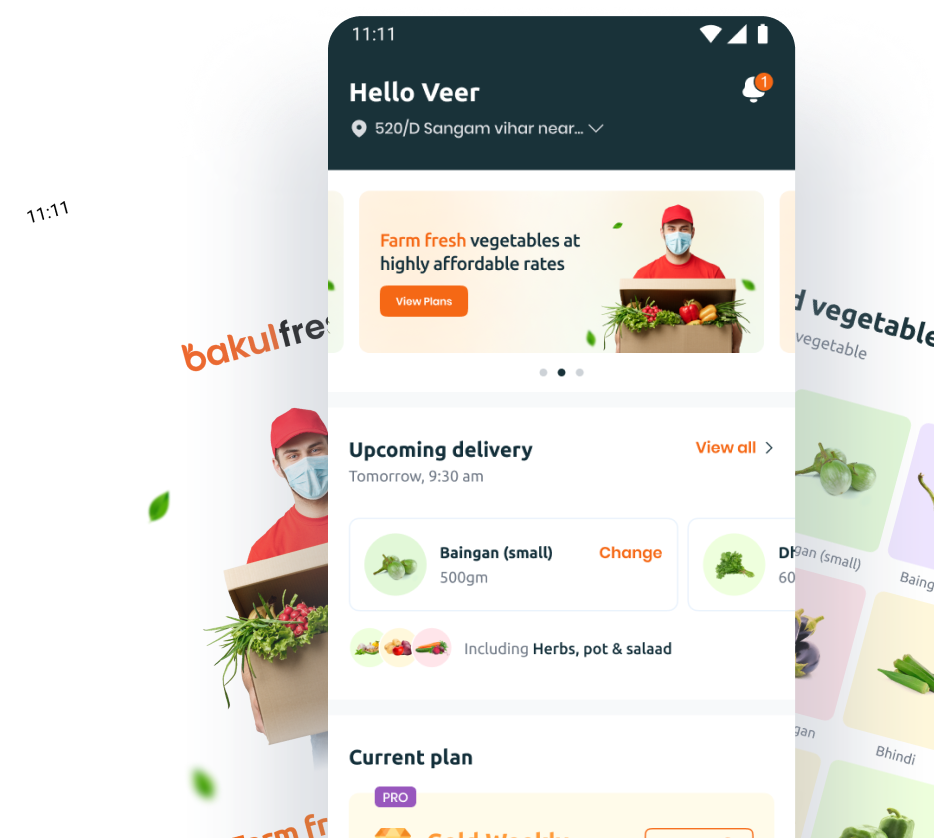 11:11
Hello Veer
1
520/D Sangam vihar near...
11:11
Farm fresh vegetables at
highly affordable rates
View Plans
bakulfres
d vegetable
vegetable
Upcoming delivery
View all
Tomorrow, 9:30 am
Baingan (small)
Change
500gm
Dh
60
gan (small)
Baing
Including Herbs, pot & salaad
gan
Bhindi
Current plan
PRO
Gold Weekly
Farm fr